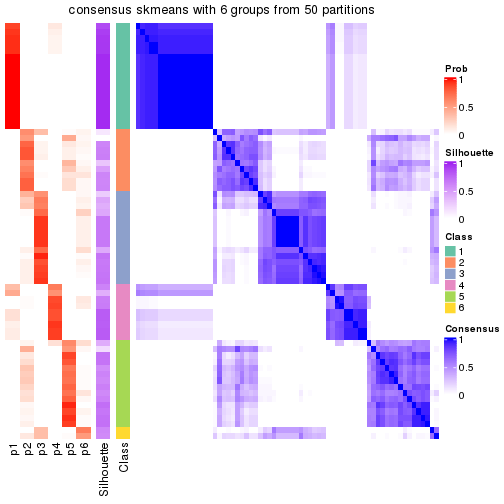 consensus skmeans with 6 groups from 50 partitions
Prob
1
0.5
0
Silhouette
1
0.5
0
Class
1
2
3
4
5
6
Consensus
1
0.5
0
p1
p2
p3
p4
p5
p6
Silhouette
Class